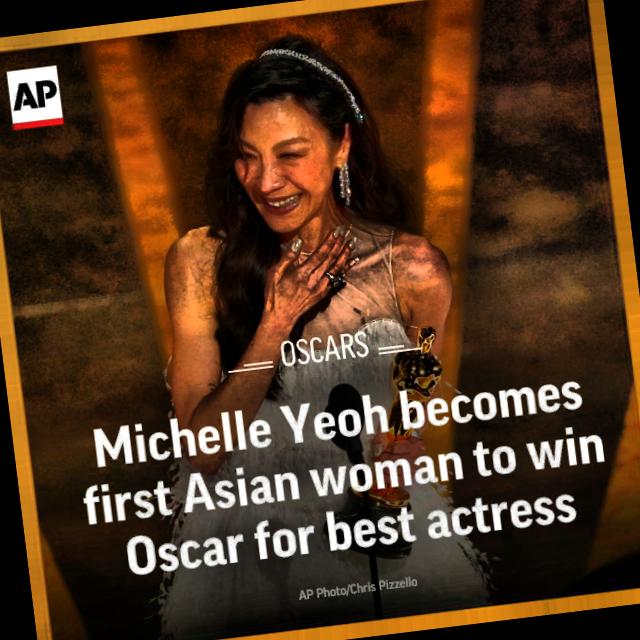 AP
OSCARS
Michelle Yeoh becomes
first Asian woman to win
Oscar for best actress
AP Photo/Chris Pizzello